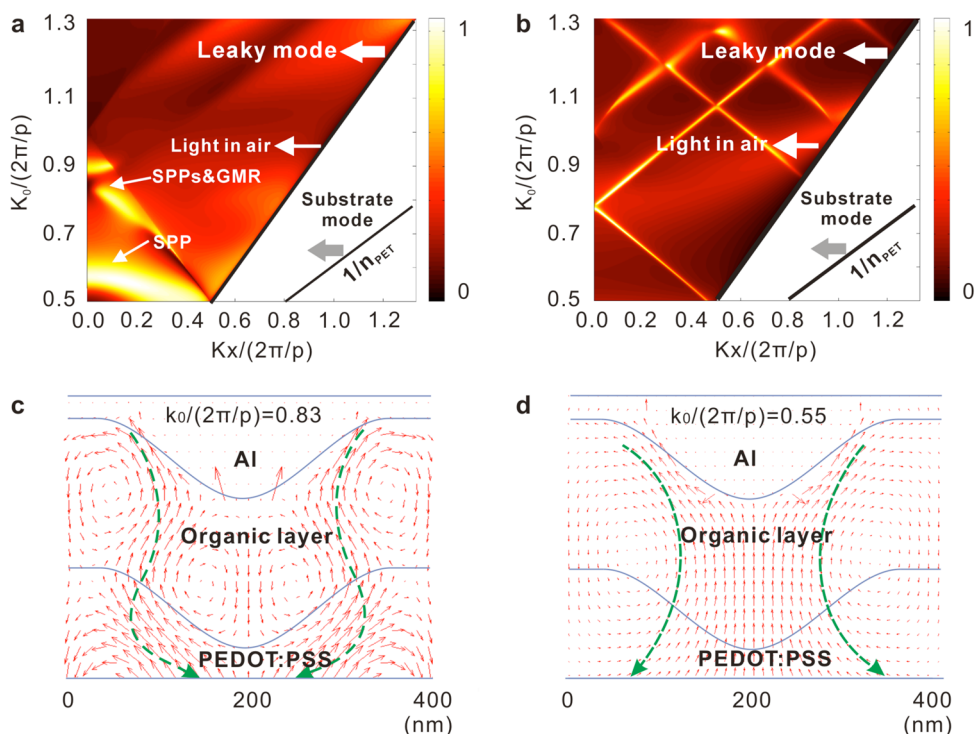 a
1.3
1.1
0.9
0.7
0.5
K₀/(2π/p)
0.0 0.2 0.4 0.6 0.8 1.0 1.2
Kx/(2π/p)
Leaky mode
Light in air
SPPs&GMR
SPP
Substrate
mode
1/nPET
1
0
b
1.3
1.1
0.9
0.7
0.5
K₀/(2π/p)
0.0 0.2 0.4 0.6 0.8 1.0 1.2
Kx/(2π/p)
Leaky mode
Light in air
Substrate
mode
1/nPET
1
0
c
k₀/(2π/p)=0.83
Al
Organic layer
PEDOT:PSS
0 200 400
(nm)
d
k₀/(2π/p)=0.55
Al
Organic layer
PEDOT:PSS
0 200 400
(nm)